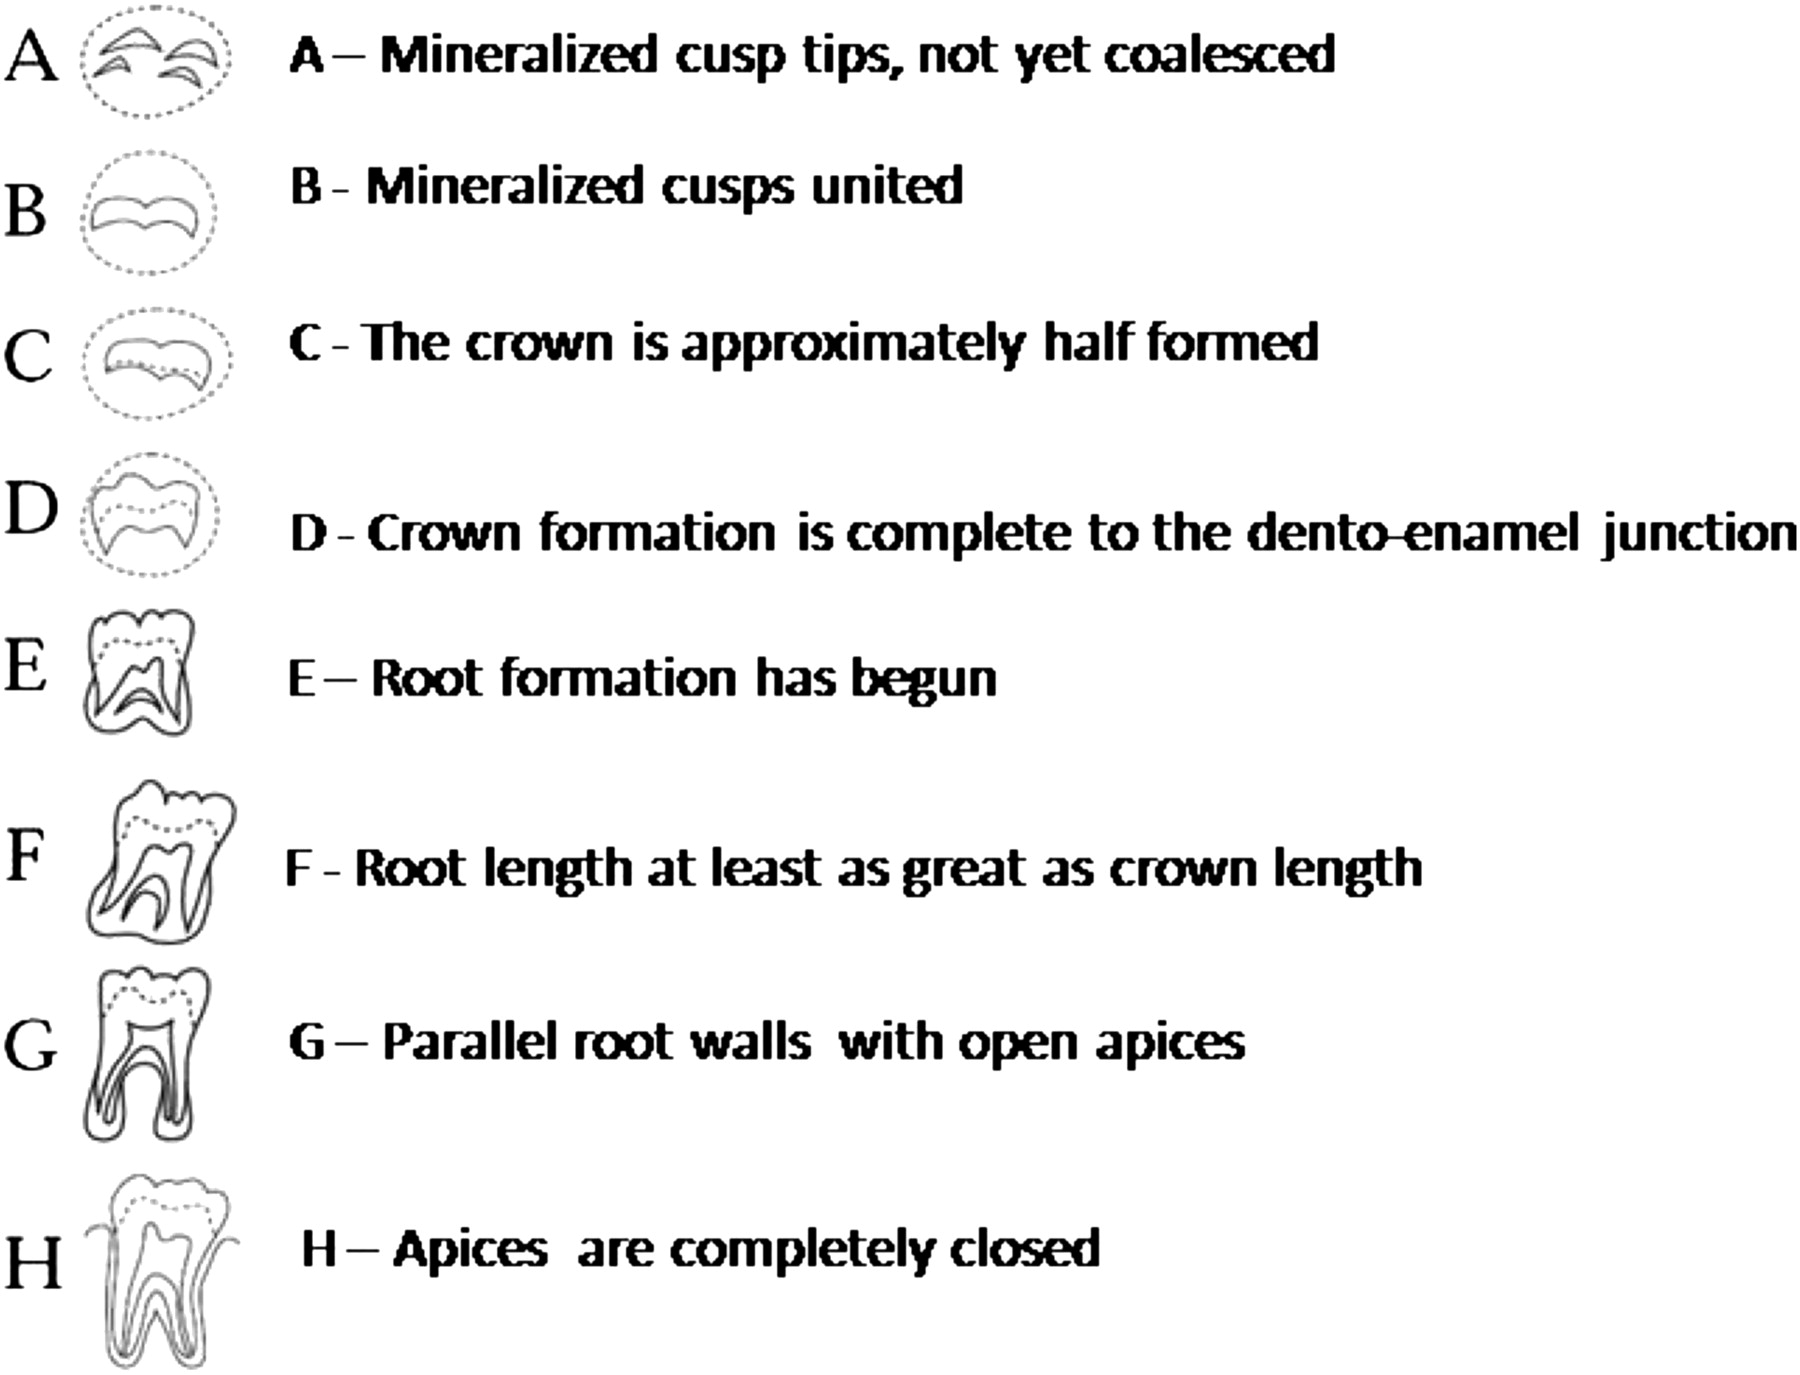 A A – Mineralized cusp tips, not yet coalesced
B B - Mineralized cusps united
C C - The crown is approximately half formed
D D - Crown formation is complete to the dento-enamel junction
E E – Root formation has begun
F F - Root length at least as great as crown length
G G – Parallel root walls with open apices
H H – Apices are completely closed